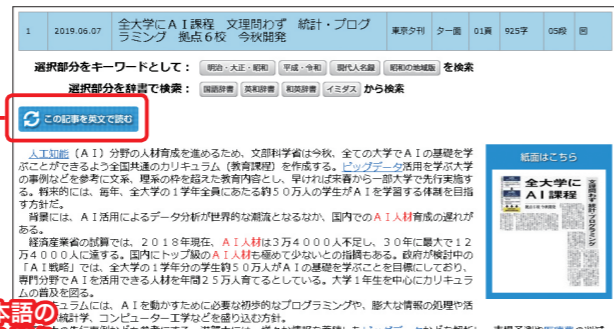 1 2019.06.07 全大学にＡＩ課程 文理問わず 統計・プログ 東京夕刊 夕一面 01頁 925字 05段 図
ラミング 拠点６校 今秋開発
選択部分をキーワードとして： 明治・大正・昭和 平成・令和 現代人名録 昭和の地域版 を検索
選択部分を辞書で検索： 国語辞書 英和辞書 和英辞書 イミダス から検索
この記事を英文で読む
人工知能（ＡＩ）分野の人材育成を進めるため、文部科学省は今秋、全ての大学でＡＩの基礎を学
ぶことができるよう全国共通のカリキュラム（教育課程）を作成する。ビッグデータ活用を学ぶ大学
の事例などを参考に文系、理系の枠を超えた教育内容とし、早ければ来春から一部大学で先行実施す
る。将来的には、毎年、全大学の１学年全員にあたる約５０万人の学生がＡＩを学習する体制を目指
す方針だ。
背景には、ＡＩ活用によるデータ分析が世界的な潮流となるなか、国内でのＡＩ人材育成の遅れが
ある。
経済産業省の試算では、２０１８年現在、ＡＩ人材は３万４０００人不足し、３０年に最大で１２
万４０００人に達する。国内にトップ級のＡＩ人材も極めて少ないとの指摘もある。政府が検討中の
「ＡＩ戦略」では、全大学の１学年分の学生約５０万人がＡＩの基礎を学ぶことを目標にしており、
専門分野でＡＩを活用できる人材を年間２５万人育てるとしている。大学１年生を中心にカリキュラ
ムの普及を図る。
カリキュラムには、ＡＩを動かすために必要な初歩的なプログラミングや、膨大な情報の処理や活
統計学、コンピューター工学などを盛り込む方針。
本語の
紙面はこちら
全大学に
ＡＩ課程
文理問わず 統計・プログラミング